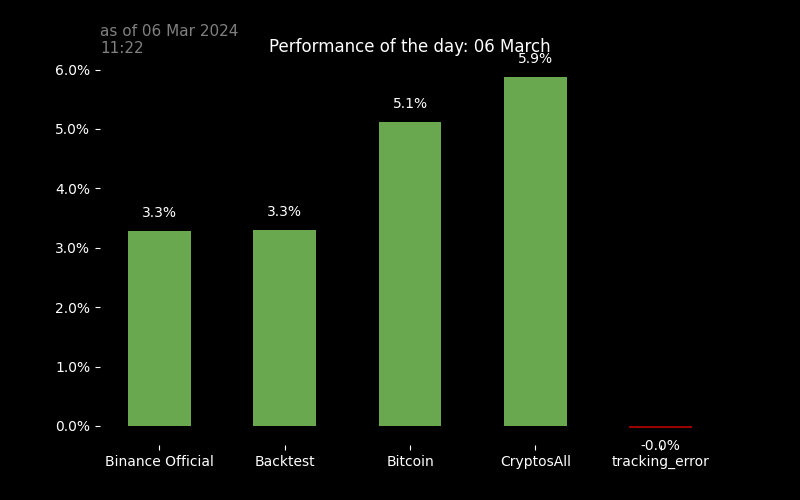 as of 06 Mar 2024
11:22
Performance of the day: 06 March
6.0%
5.0%
4.0%
3.0%
2.0%
1.0%
0.0%
3.3%
3.3%
5.1%
5.9%
-0.0%
Binance Official
Backtest
Bitcoin
CryptosAll
tracking_error